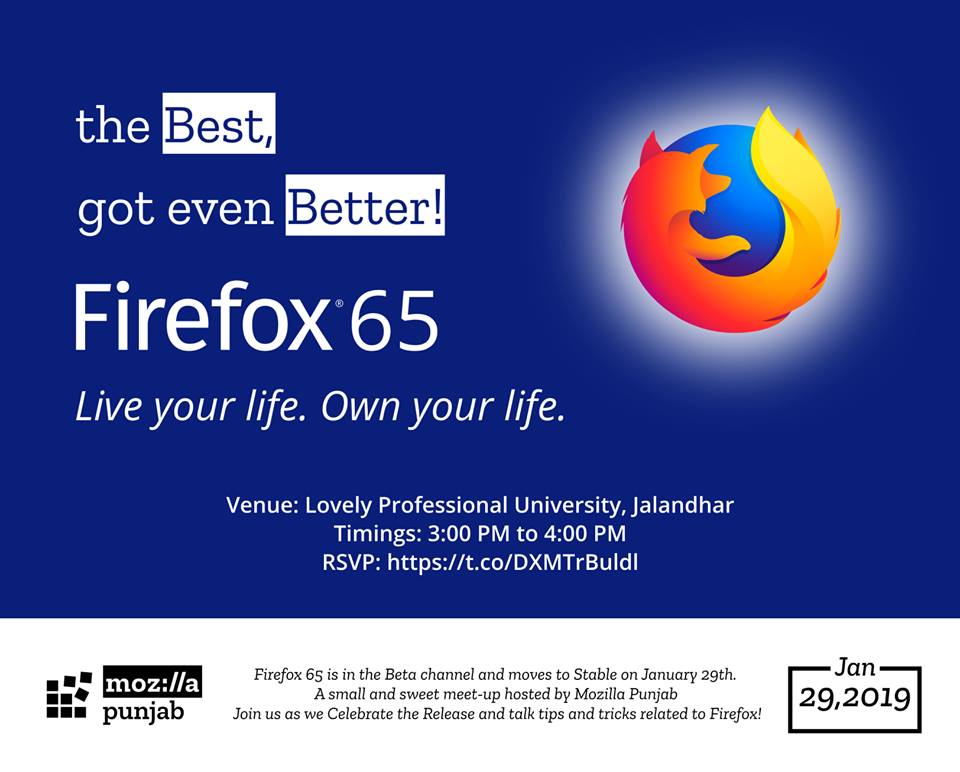 the Best,
got even Better!
Firefox® 65
Live your life. Own your life.
Venue: Lovely Professional University, Jalandhar
Timings: 3:00 PM to 4:00 PM
RSVP: https://t.co/DXMTrBuldl
moz://a
punjab
Firefox 65 is in the Beta channel and moves to Stable on January 29th.
A small and sweet meet-up hosted by Mozilla Punjab
Join us as we Celebrate the Release and talk tips and tricks related to Firefox!
Jan
29,2019